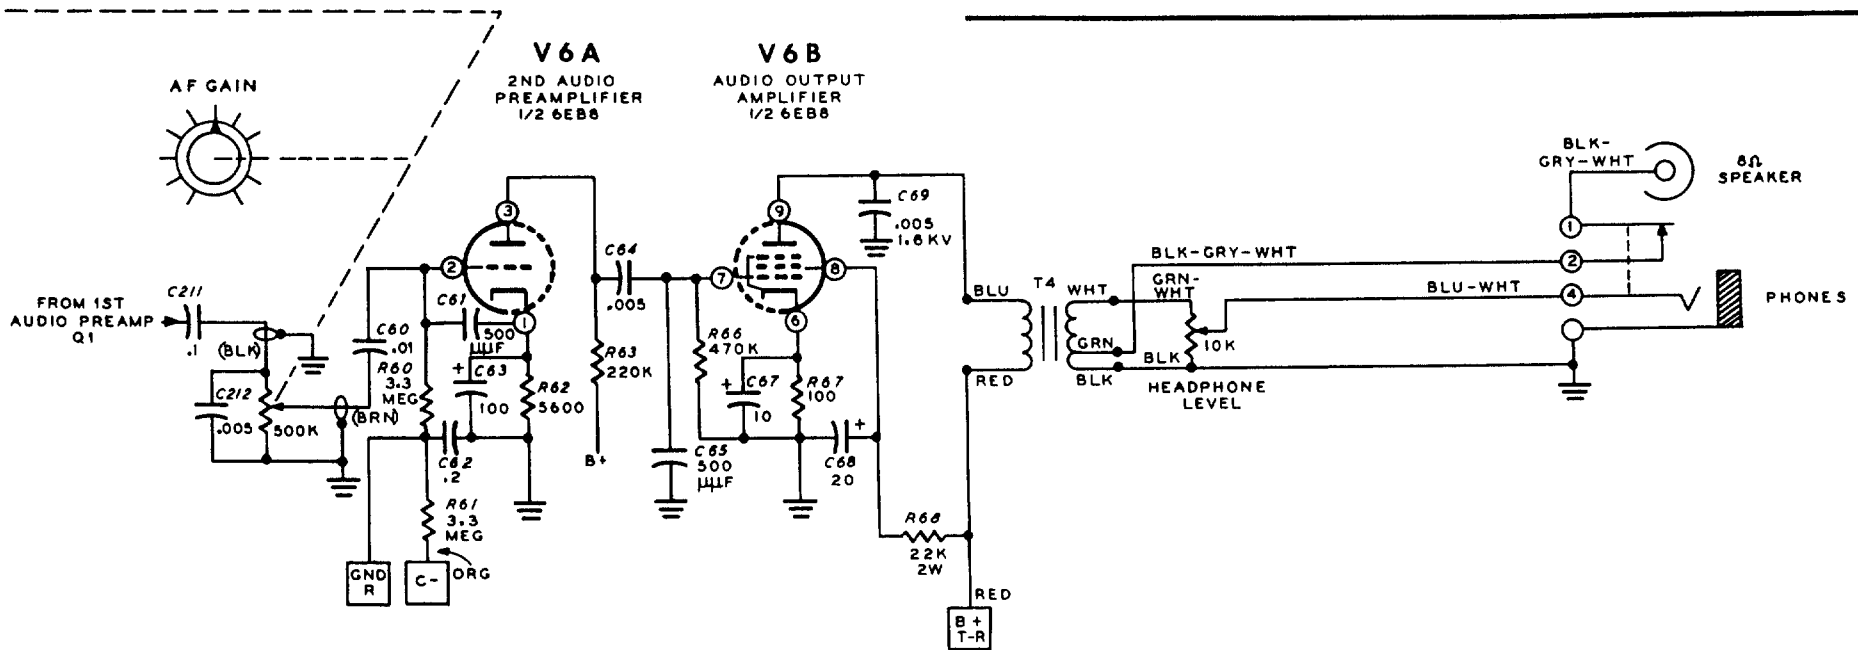 AF GAIN
V6A
2ND AUDIO
PREAMPLIFIER
1/2 6EB8
V6B
AUDIO OUTPUT
AMPLIFIER
1/2 6EB8
FROM 1ST
AUDIO PREAMP
Q1
C211
.1
(BLK)
C212
.005
500K
(BRN)
C60
.01
R60
3.3
MEG
C61
500
µµF
C63
+
100
R62
5600
C62
.2
R61
3.3
MEG
ORG
GND
R
C-
1
2
3
C64
.005
R63
220K
B+
C65
500
µµF
R66
470K
6
7
8
9
C67
+
10
R67
100
C68
+
20
C69
.005
1.6KV
R68
22K
2W
RED
B+
T-R
BLU
RED
T4
WHT
GRN
BLK
GRN-
WHT
10K
BLK
HEADPHONE
LEVEL
BLK-GRY-WHT
BLU-WHT
BLK-
GRY-WHT
8Ω
SPEAKER
1
2
4
PHONES